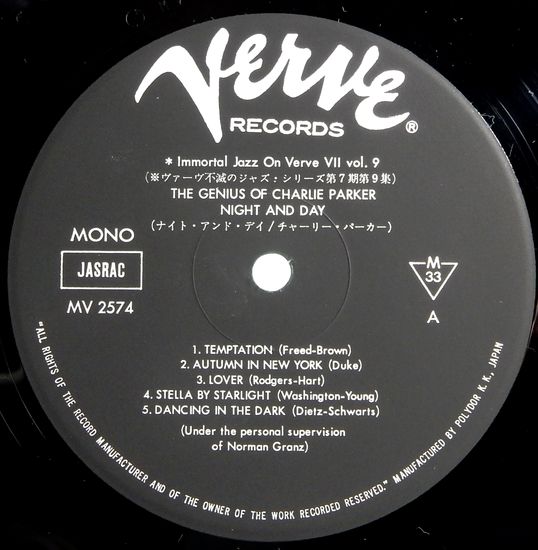 Verve
RECORDS ®
* Immortal Jazz On Verve VII vol. 9
(※ヴァーヴ不滅のジャズ・シリーズ第7期第9集)
THE GENIUS OF CHARLIE PARKER
NIGHT AND DAY
(ナイト・アンド・デイ/チャーリー・パーカー)
MONO
JASRAC
MV 2574
M
33
A
1. TEMPTATION (Freed-Brown)
2. AUTUMN IN NEW YORK (Duke)
3. LOVER (Rodgers-Hart)
4. STELLA BY STARLIGHT (Washington-Young)
5. DANCING IN THE DARK (Dietz-Schwarts)
(Under the personal supervision
of Norman Granz)
"ALL RIGHTS OF THE RECORD MANUFACTURER AND OF THE OWNER OF THE WORK RECORDED RESERVED." MANUFACTURED BY POLYDOR K. K., JAPAN